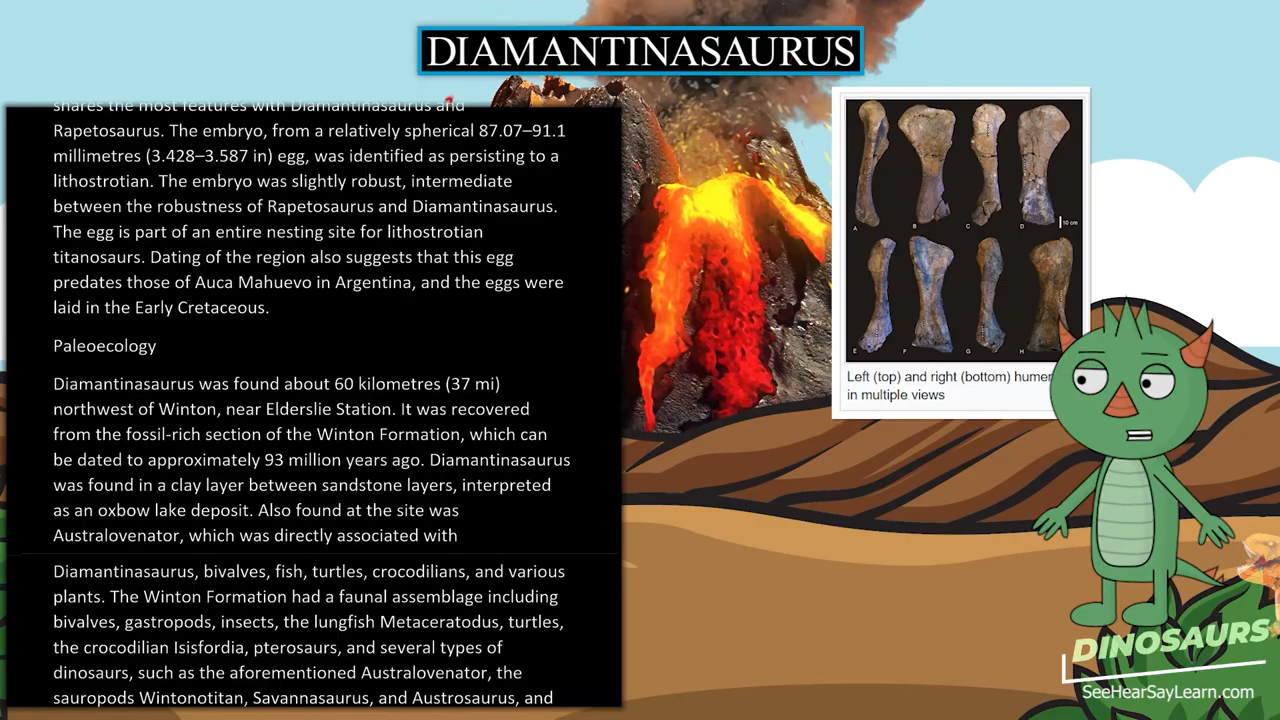 DIAMANTINASAURUS
shares the most features with Diamantinasaurus and
Rapetosaurus. The embryo, from a relatively spherical 87.07–91.1
millimetres (3.428–3.587 in) egg, was identified as persisting to a
lithostrotian. The embryo was slightly robust, intermediate
between the robustness of Rapetosaurus and Diamantinasaurus.
The egg is part of an entire nesting site for lithostrotian
titanosaurs. Dating of the region also suggests that this egg
predates those of Auca Mahuevo in Argentina, and the eggs were
laid in the Early Cretaceous.
Paleoecology
Diamantinasaurus was found about 60 kilometres (37 mi)
northwest of Winton, near Elderslie Station. It was recovered
from the fossil-rich section of the Winton Formation, which can
be dated to approximately 93 million years ago. Diamantinasaurus
was found in a clay layer between sandstone layers, interpreted
as an oxbow lake deposit. Also found at the site was
Australovenator, which was directly associated with
Diamantinasaurus, bivalves, fish, turtles, crocodilians, and various
plants. The Winton Formation had a faunal assemblage including
bivalves, gastropods, insects, the lungfish Metaceratodus, turtles,
the crocodilian Isisfordia, pterosaurs, and several types of
dinosaurs, such as the aforementioned Australovenator, the
sauropods Wintonotitan, Savannasaurus, and Austrosaurus, and
A B C D
10 cm
E F G H
Left (top) and right (bottom) humer
in multiple views
DINOSAURS
SeeHearSayLearn.com